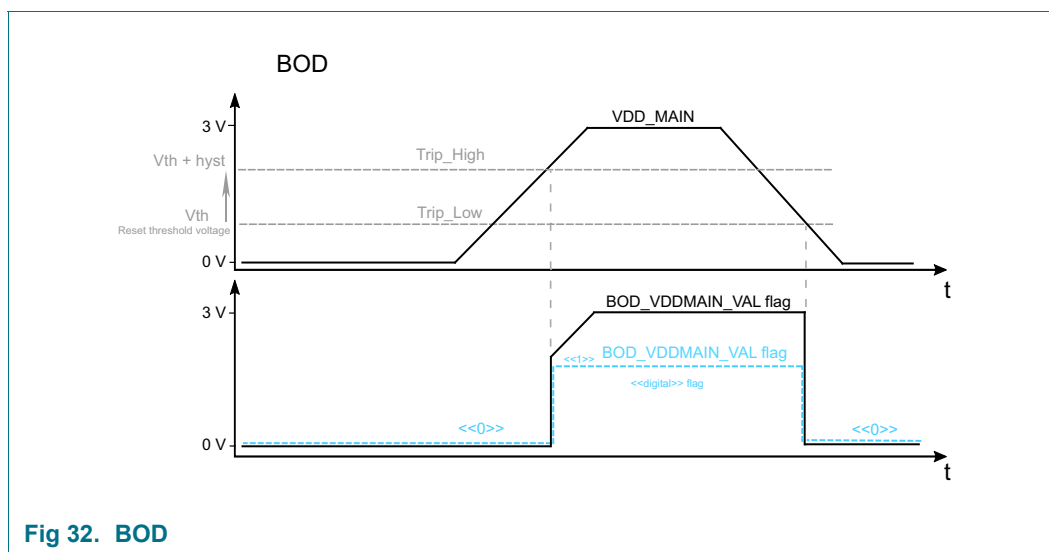 BOD
3 V
VDD_MAIN
Vth + hyst
Trip_High
Vth
Trip_Low
Reset threshold voltage
0 V
t
3 V
BOD_VDDMAIN_VAL flag
<<1>> BOD_VDDMAIN_VAL flag
<<digital>> flag
<<0>>
<<0>>
0 V
t
Fig 32. BOD